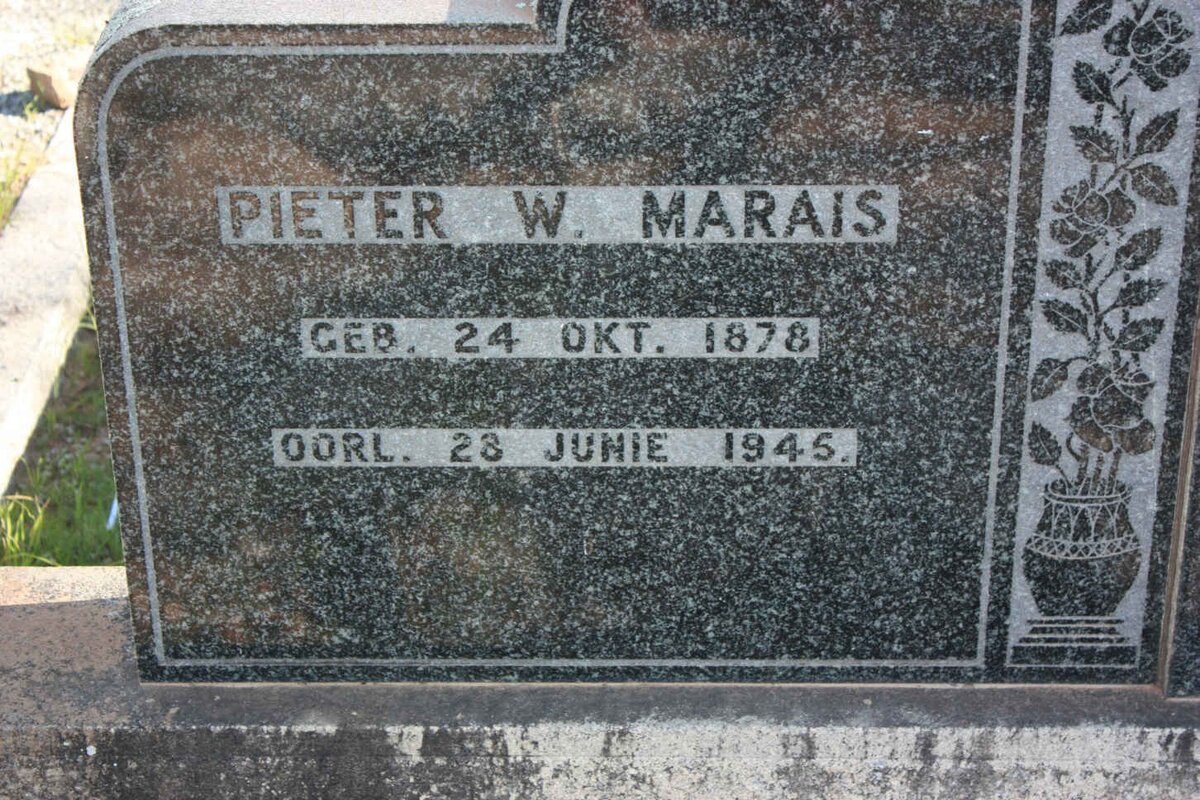 PIETER W. MARAIS
GEB. 24 OKT. 1878
OORL. 28 JUNIE 1945.